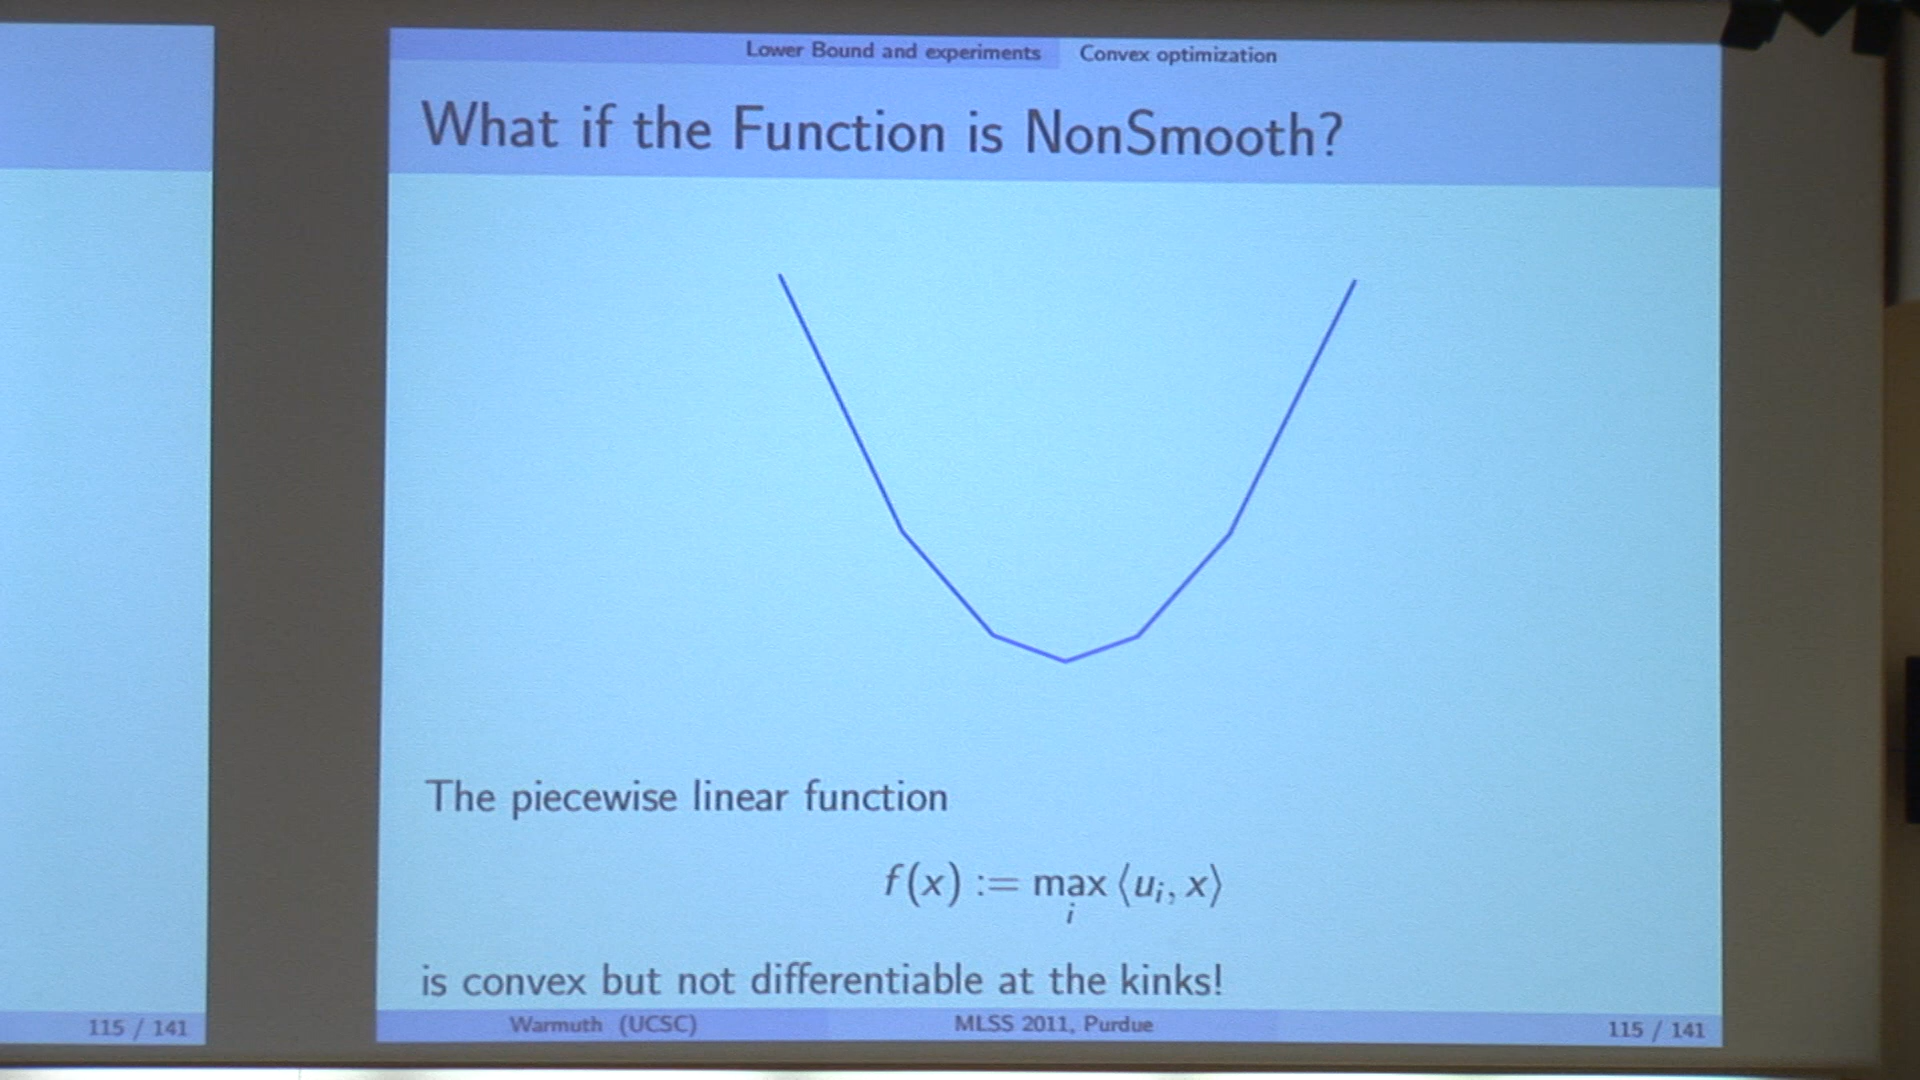 Lower Bound and experiments Convex optimization
What if the Function is NonSmooth?
The piecewise linear function
f(x) := max ⟨uᵢ, x⟩
i
is convex but not differentiable at the kinks!
115 / 141
Warmuth (UCSC) MLSS 2011, Purdue 115 / 141